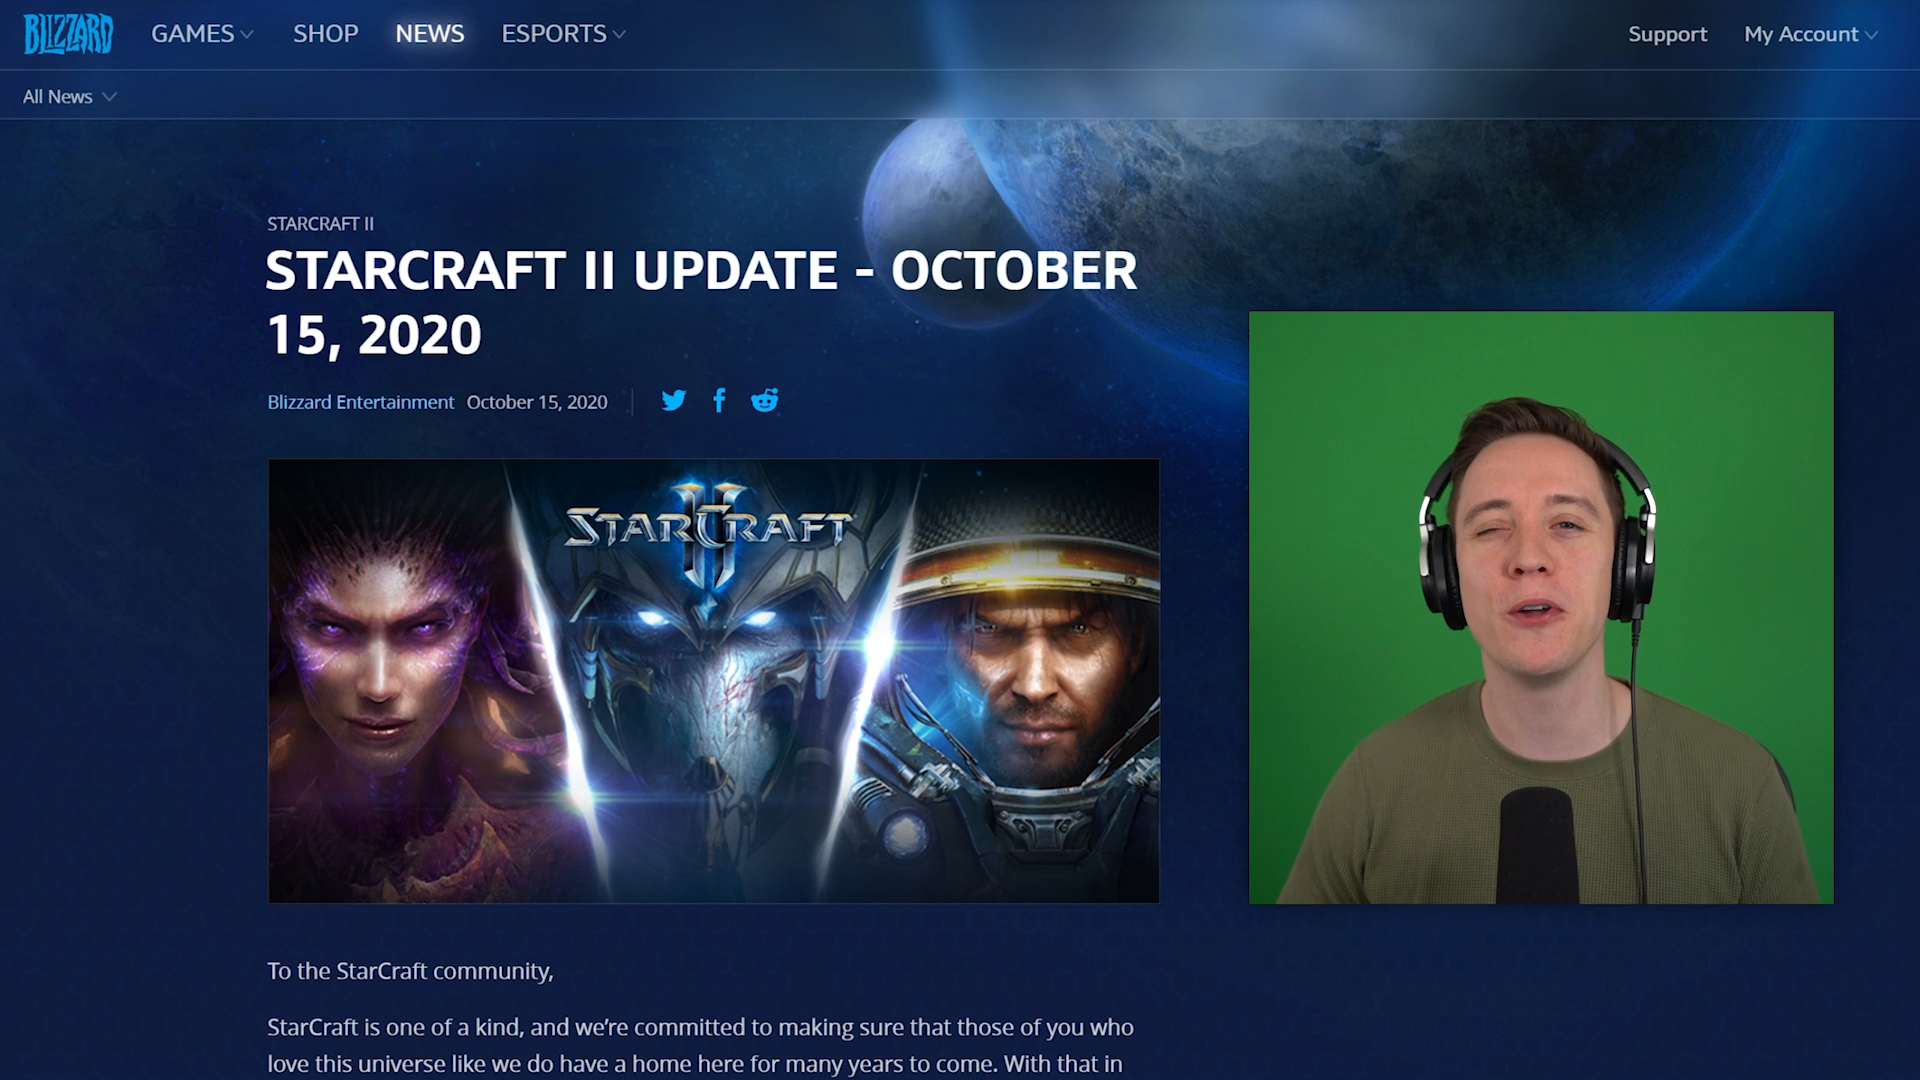 BLIZZARD
GAMES
SHOP
NEWS
ESPORTS
Support
My Account
All News
STARCRAFT II
STARCRAFT II UPDATE - OCTOBER
15, 2020
Blizzard Entertainment October 15, 2020
STARCRAFT
II
To the StarCraft community,
StarCraft is one of a kind, and we’re committed to making sure that those of you who
love this universe like we do have a home here for many years to come. With that in